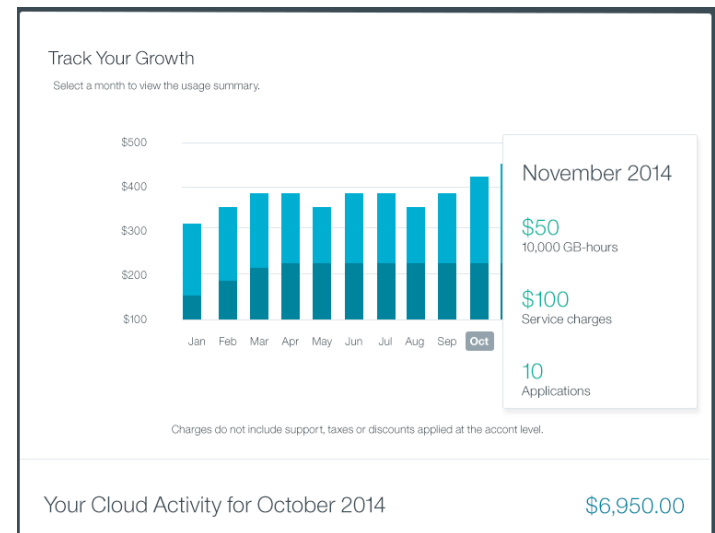 Track Your Growth
Select a month to view the usage summary.
$500
$400
$300
$200
$100
Jan Feb Mar Apr May Jun Jul Aug Sep Oct
November 2014
$50
10,000 GB-hours
$100
Service charges
10
Applications
Charges do not include support, taxes or discounts applied at the accont level.
Your Cloud Activity for October 2014 $6,950.00